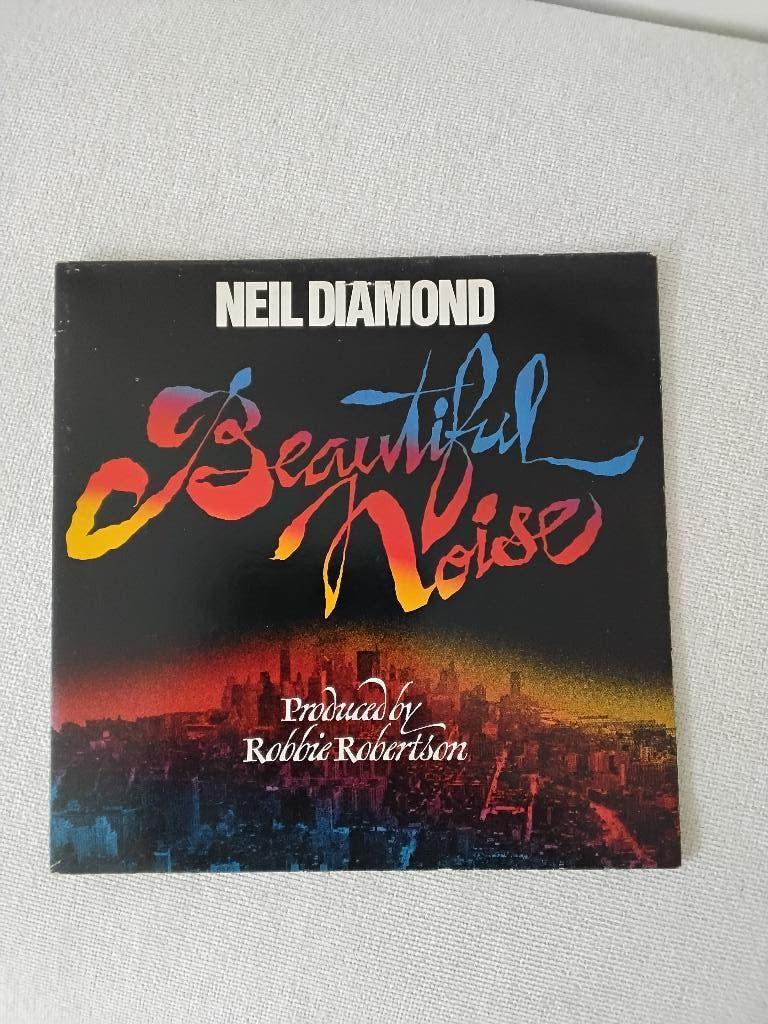 NEIL DIAMOND
Beautiful
Noise
Produced by
Robbie Robertson